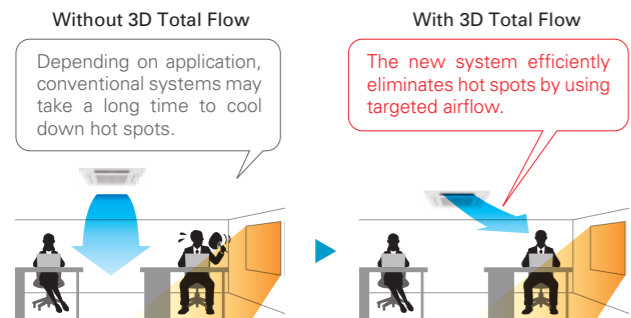 Without 3D Total Flow
Depending on application,
conventional systems may
take a long time to cool
down hot spots.
With 3D Total Flow
The new system efficiently
eliminates hot spots by using
targeted airflow.